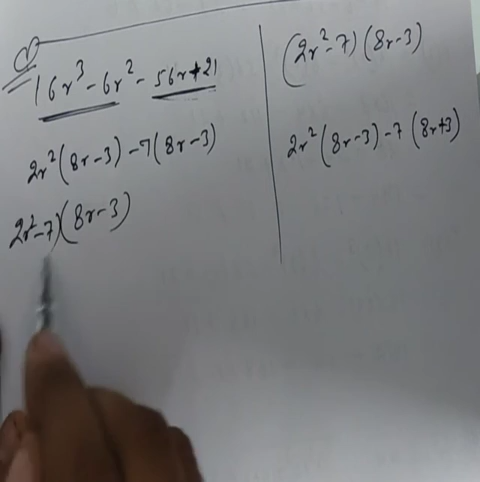 16r³-6r²-56r+21
2r²(8r-3)-7(8r-3)
2r²-7)(8r-3)
(2r²-7)(8r-3)
2r²(8r-3)-7(8r+3)